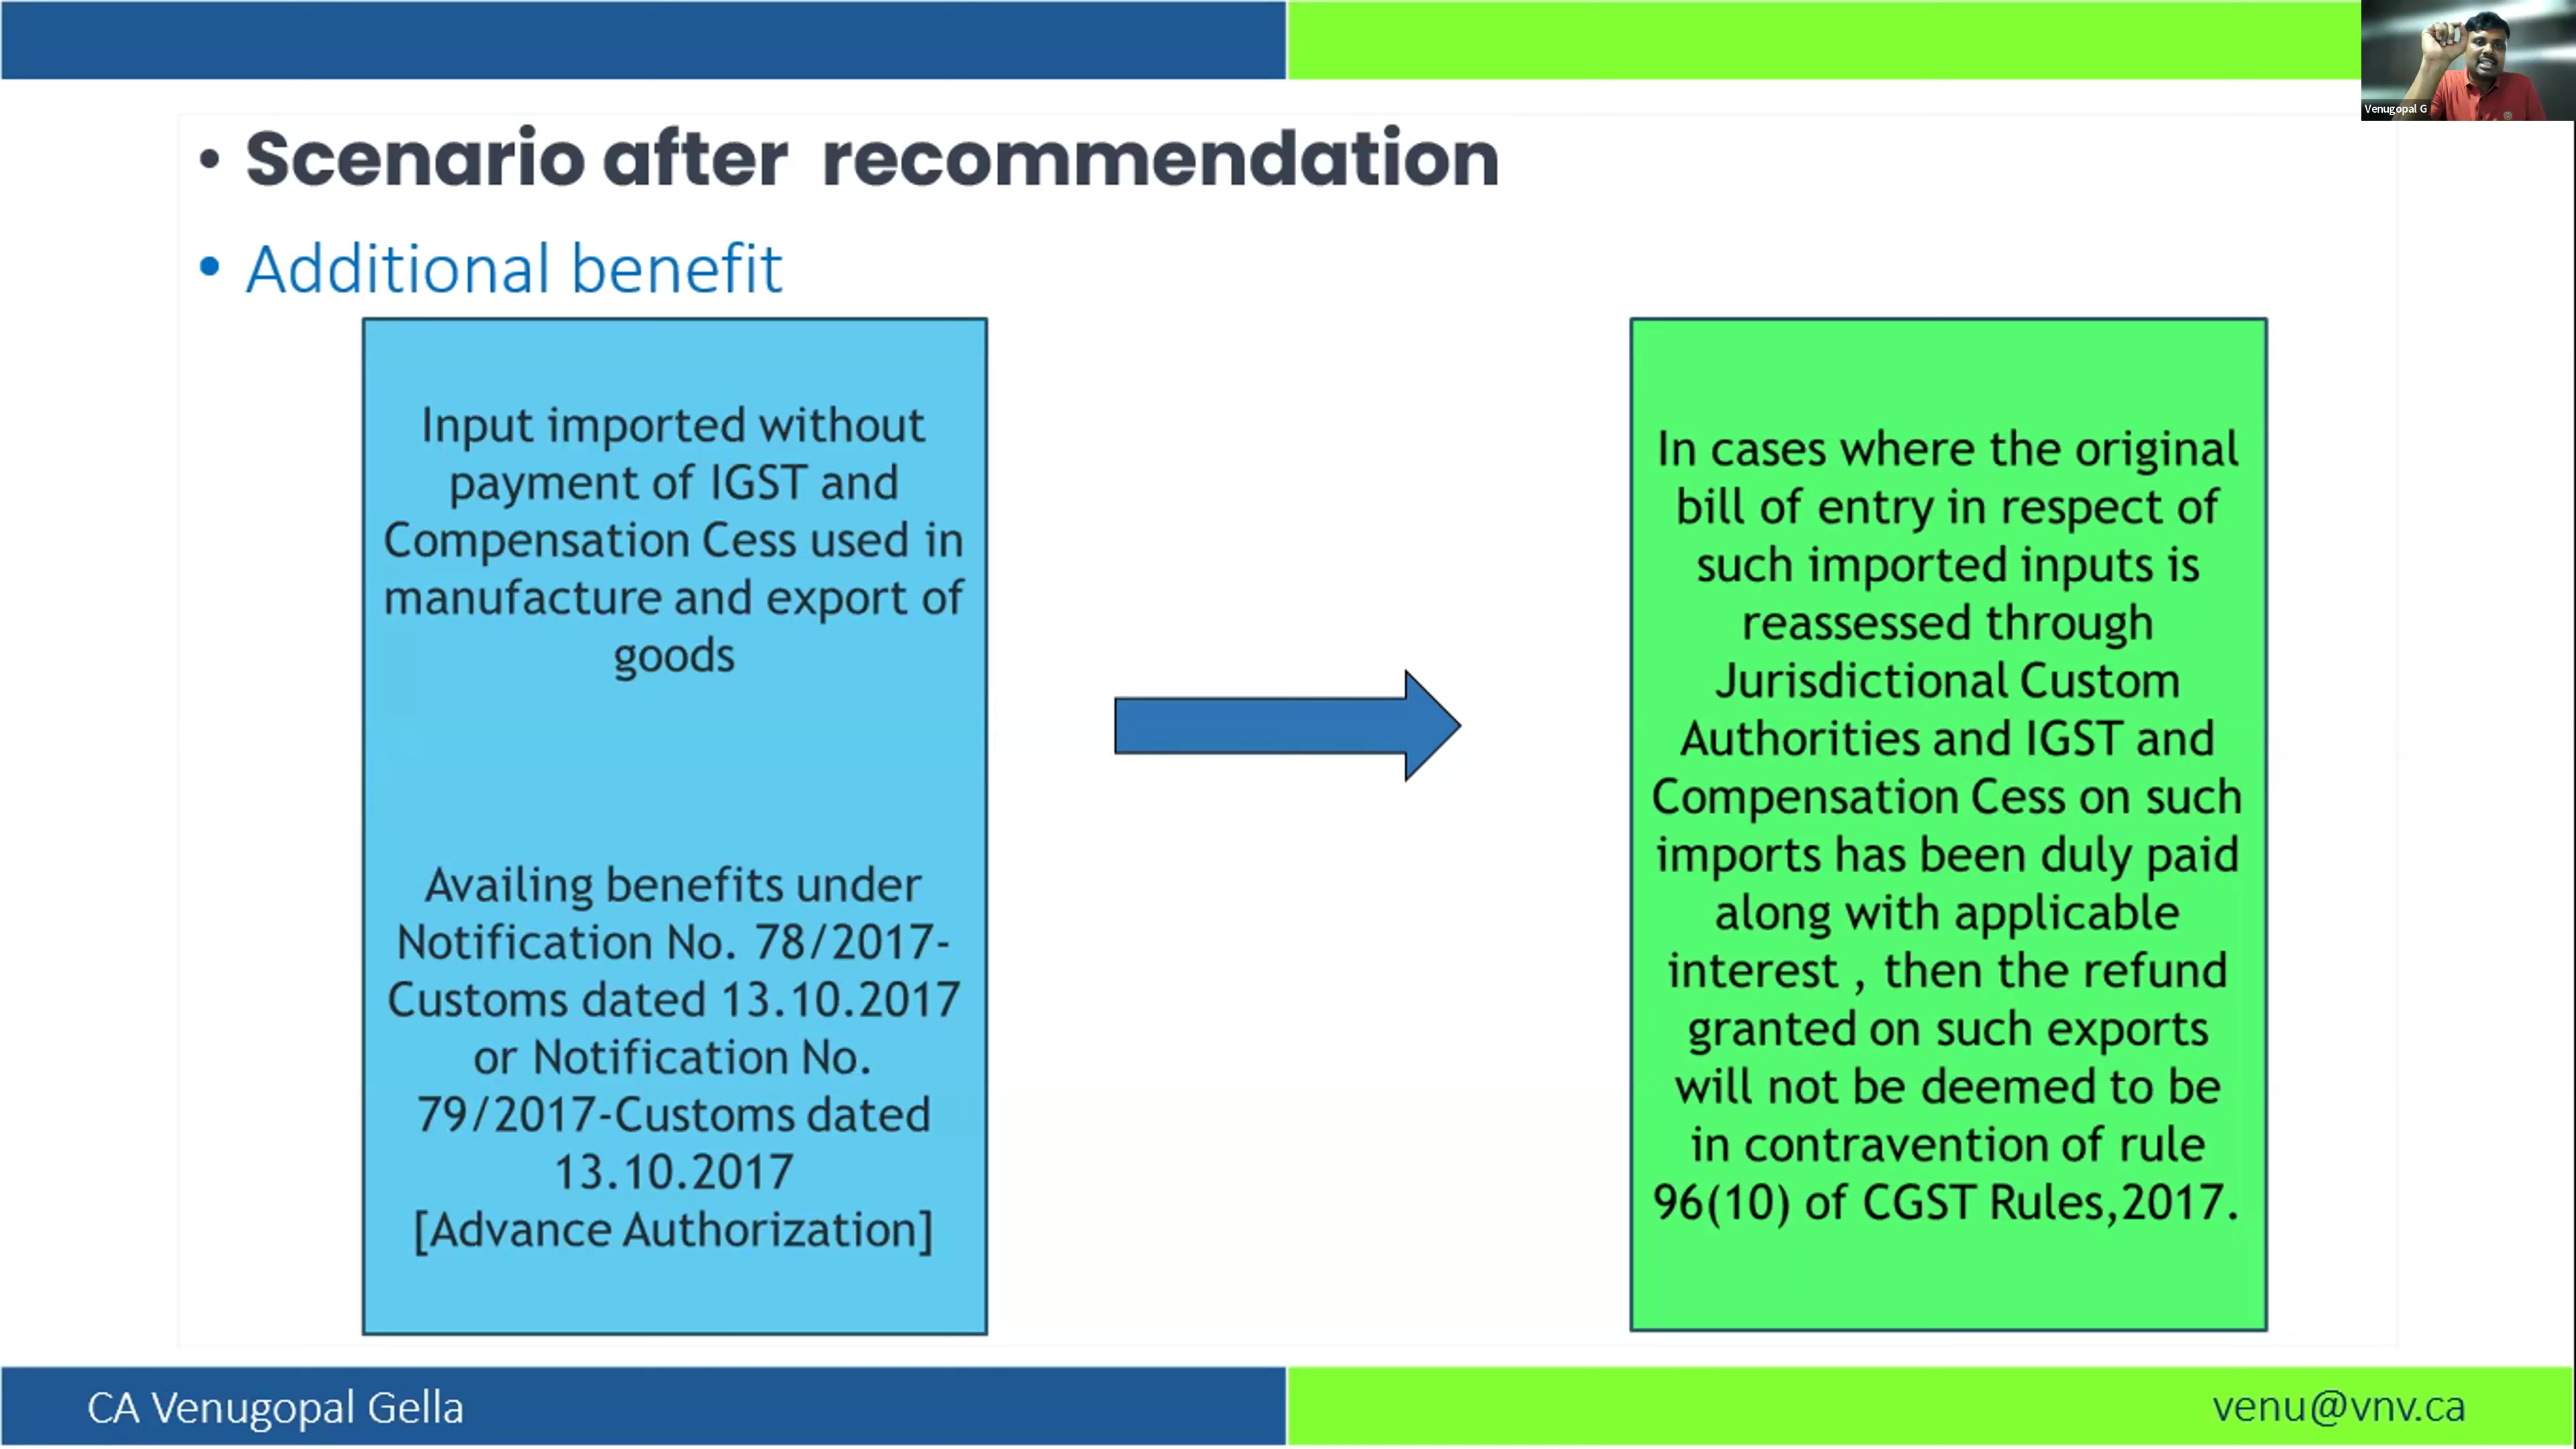 Venugopal G
• Scenario after recommendation
• Additional benefit
Input imported without
payment of IGST and
Compensation Cess used in
manufacture and export of
goods
Availing benefits under
Notification No. 78/2017-
Customs dated 13.10.2017
or Notification No.
79/2017-Customs dated
13.10.2017
[Advance Authorization]
In cases where the original
bill of entry in respect of
such imported inputs is
reassessed through
Jurisdictional Custom
Authorities and IGST and
Compensation Cess on such
imports has been duly paid
along with applicable
interest , then the refund
granted on such exports
will not be deemed to be
in contravention of rule
96(10) of CGST Rules,2017.
CA Venugopal Gella
venu@vnv.ca